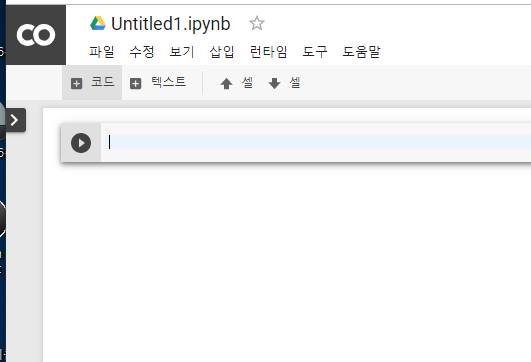 CO
Untitled1.ipynb
파일 수정 보기 삽입 런타임 도구 도움말
코드 텍스트 셀 셀